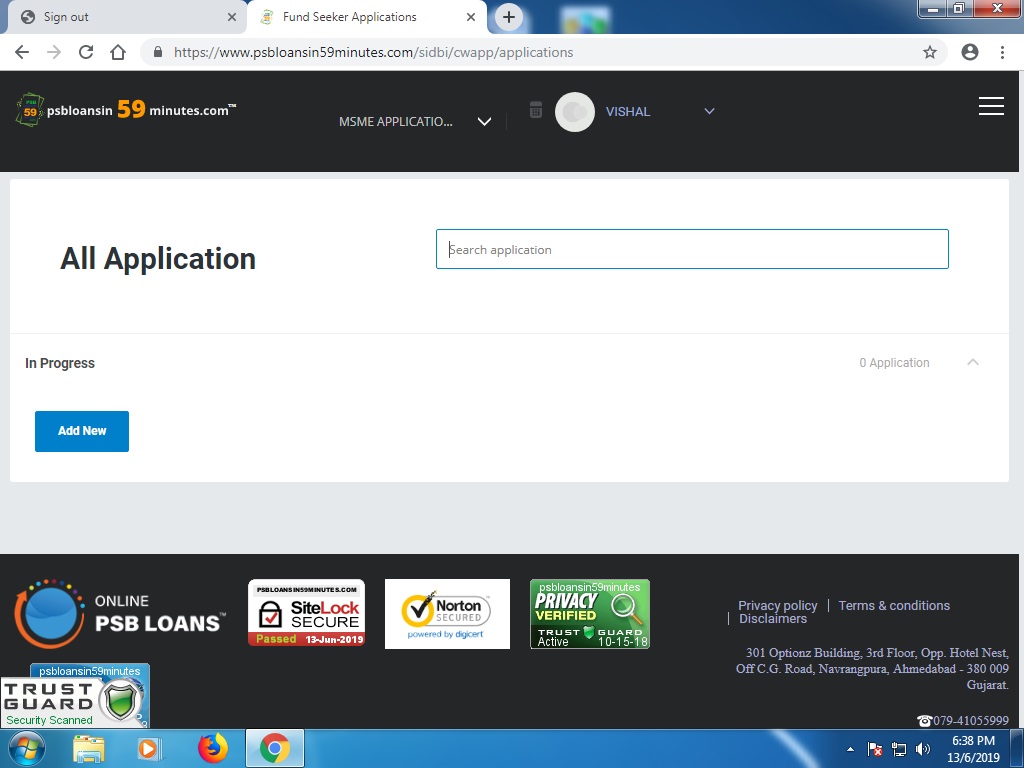 Sign out
Fund Seeker Applications
https://www.psbloansin59minutes.com/sidbi/cwapp/applications
PSB
59
psbloansin 59 minutes.com™
MSME APPLICATIO...
VISHAL
All Application
Search application
In Progress
0 Application
Add New
ONLINE
PSB LOANS™
PSBLOANSIN59MINUTES.COM
SiteLock
SECURE
Passed 13-Jun-2019
Norton
SECURED
powered by digicert
psbloansin59minutes
PRIVACY
VERIFIED
TRUST GUARD
Active 10-15-18
Privacy policy | Terms & conditions
| Disclaimers
301 Optionz Building, 3rd Floor, Opp. Hotel Nest,
Off C.G. Road, Navrangpura, Ahmedabad - 380 009
Gujarat.
☎079-41055999
psbloansin59minutes
TRUST
GUARD
Security Scanned
6:38 PM
13/6/2019